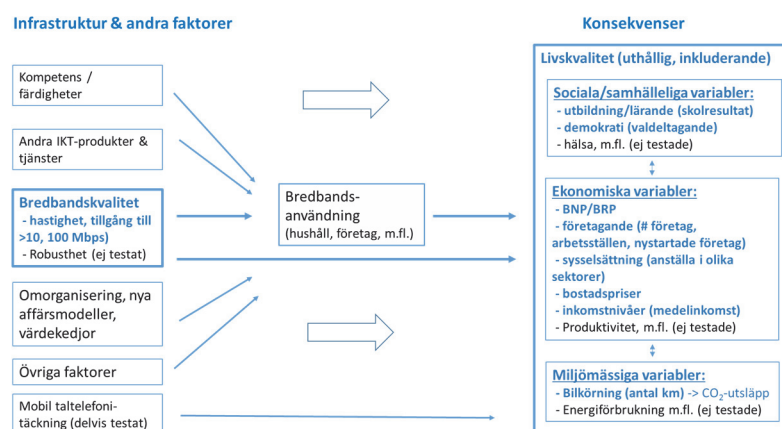 Infrastruktur & andra faktorer
Kompetens /
färdigheter
Andra IKT-produkter &
tjänster
Bredbandskvalitet
- hastighet, tillgång till
>10, 100 Mbps)
- Robusthet (ej testat)
Omorganisering, nya
affärsmodeller,
värdekedjor
Övriga faktorer
Mobil taltelefoni-
täckning (delvis testat)
Bredbands-
användning
(hushåll, företag, m.fl.)
Konsekvenser
Livskvalitet (uthållig, inkluderande)
Sociala/samhälleliga variabler:
- utbildning/lärande (skolresultat)
- demokrati (valdeltagande)
- hälsa, m.fl. (ej testade)
Ekonomiska variabler:
- BNP/BRP
- företagande (# företag,
arbetsställen, nystartade företag)
- sysselsättning (anställa i olika
sektorer)
- bostadspriser
- inkomstnivåer (medelinkomst)
- Produktivitet, m.fl. (ej testade)
Miljömässiga variabler:
- Bilkörning (antal km) -> CO₂-utsläpp
- Energiförbrukning m.fl. (ej testade)